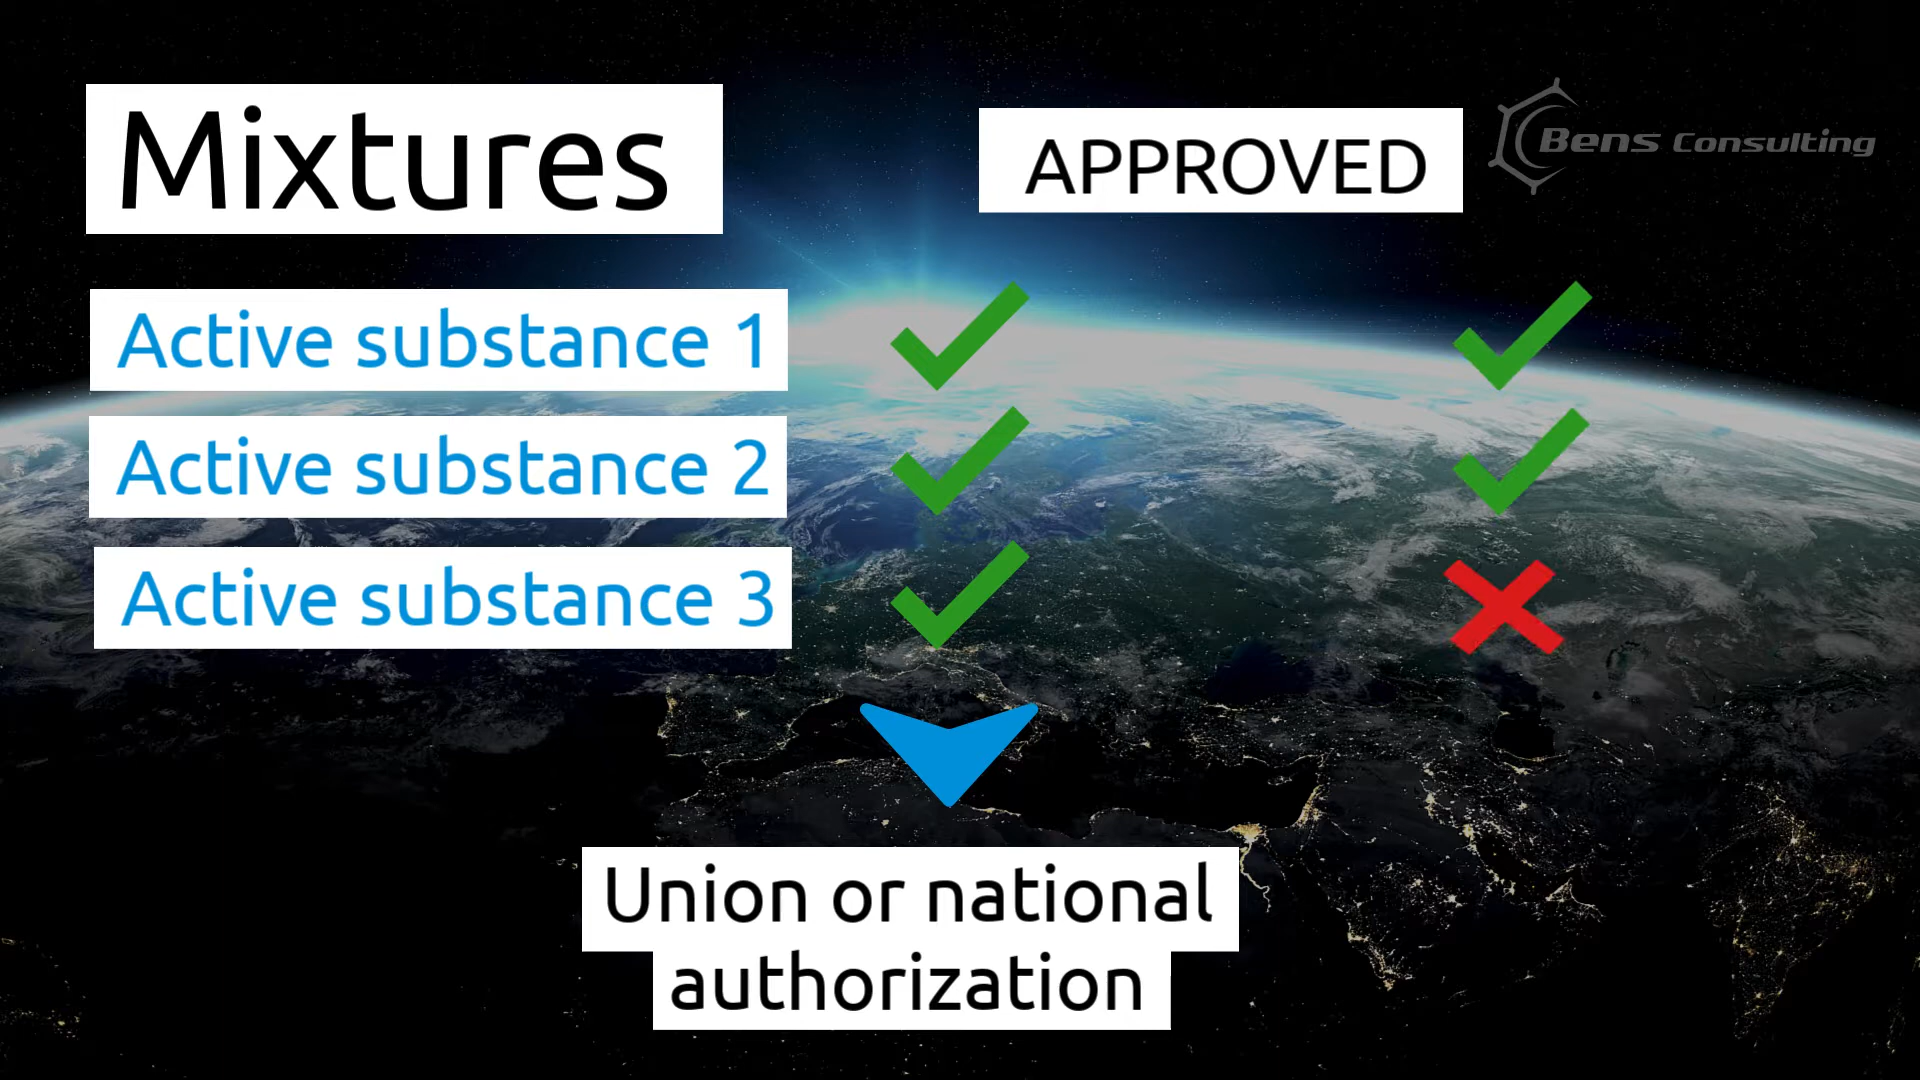 Mixtures
APPROVED
Bens Consulting
Active substance 1
Active substance 2
Active substance 3
Union or national
authorization